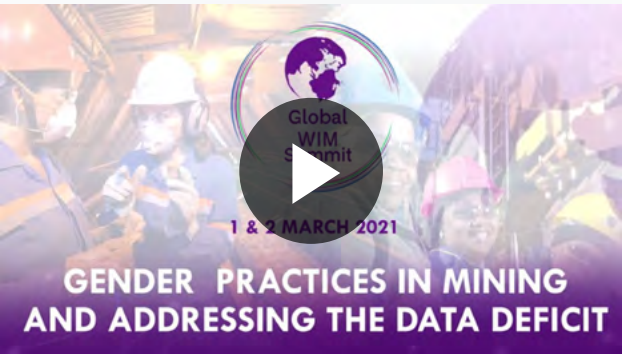 Global
WIM
Summit
1 & 2 MARCH 2021
GENDER PRACTICES IN MINING
AND ADDRESSING THE DATA DEFICIT